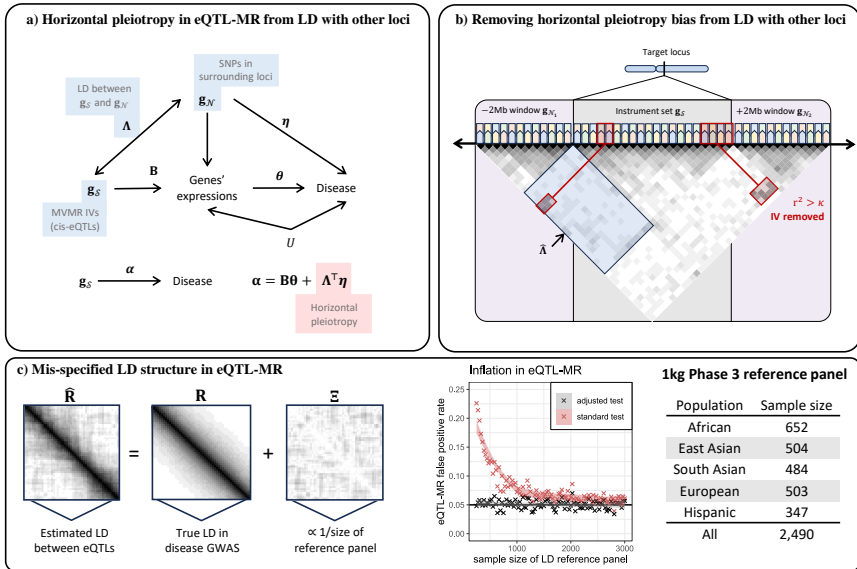 a) Horizontal pleiotropy in eQTL-MR from LD with other loci
SNPs in
surrounding loci
g𝒩
LD between
g𝒮 and g𝒩
Λ
η
B
θ
g𝒮
Genes'
expressions
Disease
MVMR IVs
(cis-eQTLs)
U
g𝒮
α
Disease
α = Bθ + Λ⊤η
Horizontal
pleiotropy
b) Removing horizontal pleiotropy bias from LD with other loci
Target locus
−2Mb window g𝒩₁
Instrument set g𝒮
+2Mb window g𝒩₂
r² > κ
IV removed
Λ̂
c) Mis-specified LD structure in eQTL-MR
R̂
R
Ξ
=
+
Estimated LD
between eQTLs
True LD in
disease GWAS
∝ 1/size of
reference panel
Inflation in eQTL-MR
eQTL-MR false positive rate
0.25
0.20
0.15
0.10
0.05
0.00
adjusted test
standard test
1000
2000
3000
sample size of LD reference panel
1kg Phase 3 reference panel
Population Sample size
African 652
East Asian 504
South Asian 484
European 503
Hispanic 347
All 2,490